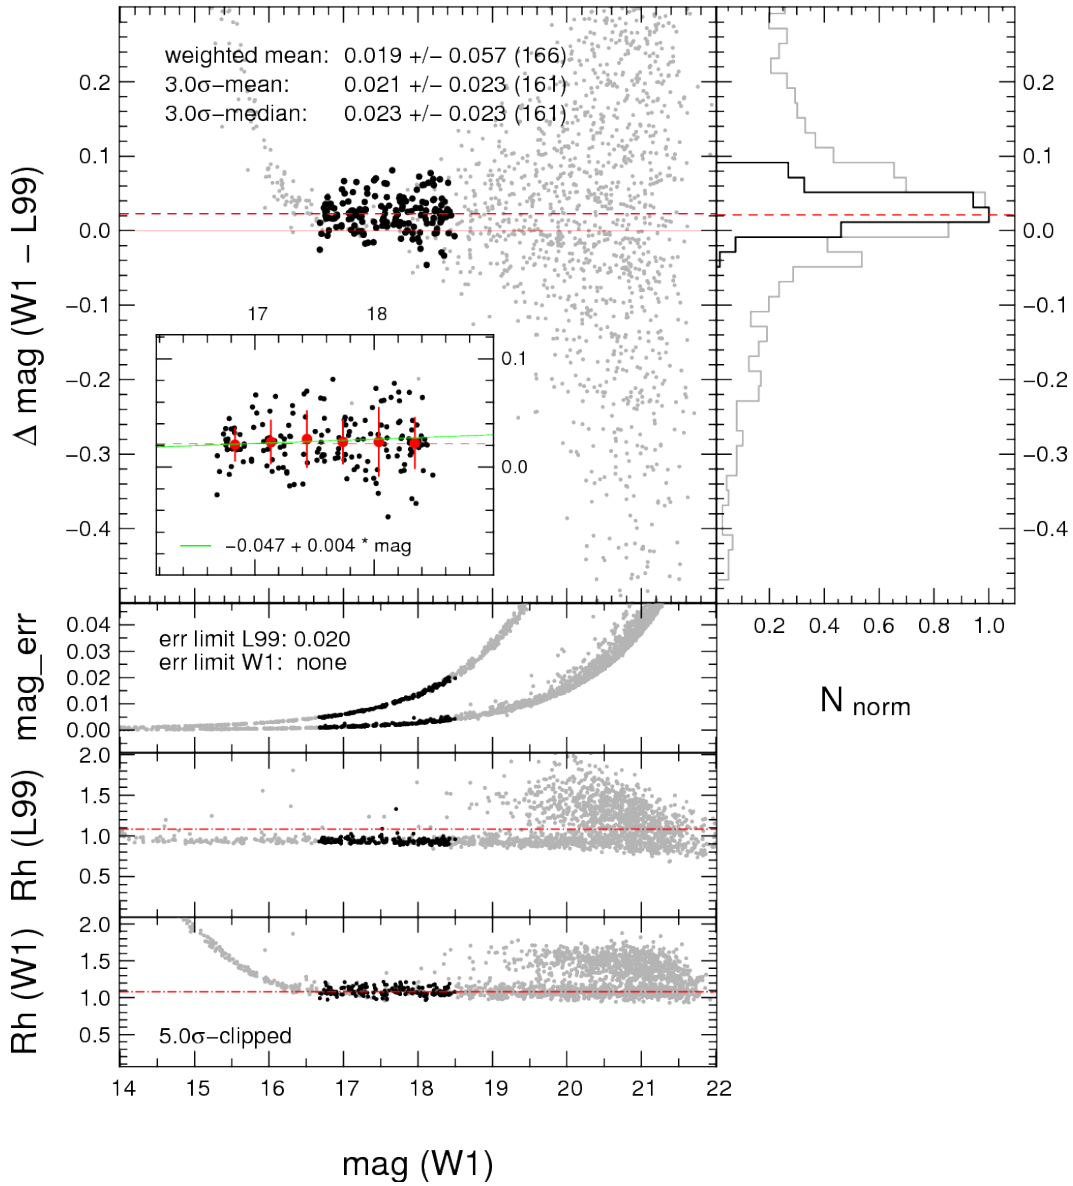 weighted mean: 0.019 +/− 0.057 (166)
3.0σ−mean: 0.021 +/− 0.023 (161)
3.0σ−median: 0.023 +/− 0.023 (161)
Δ mag (W1 − L99)
0.2
0.1
0.0
−0.1
−0.2
−0.3
−0.4
17 18
0.1
0.0
−0.047 + 0.004 * mag
0.2
0.1
0.0
−0.1
−0.2
−0.3
−0.4
0.2 0.4 0.6 0.8 1.0
N norm
mag_err
0.04
0.03
0.02
0.01
0.00
err limit L99: 0.020
err limit W1: none
Rh (L99)
2.0
1.5
1.0
0.5
Rh (W1)
2.0
1.5
1.0
0.5
5.0σ−clipped
14 15 16 17 18 19 20 21 22
mag (W1)